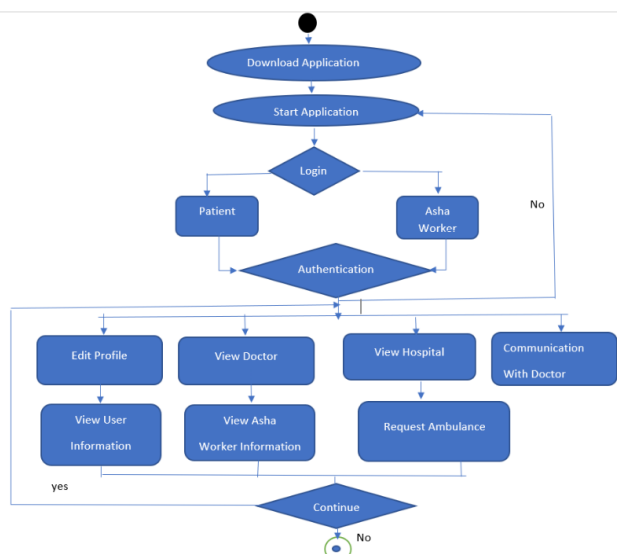 Download Application
Start Application
Login
Patient
Asha
Worker
No
Authentication
Edit Profile
View Doctor
View Hospital
Communication
With Doctor
View User
Information
View Asha
Worker Information
Request Ambulance
yes
Continue
No